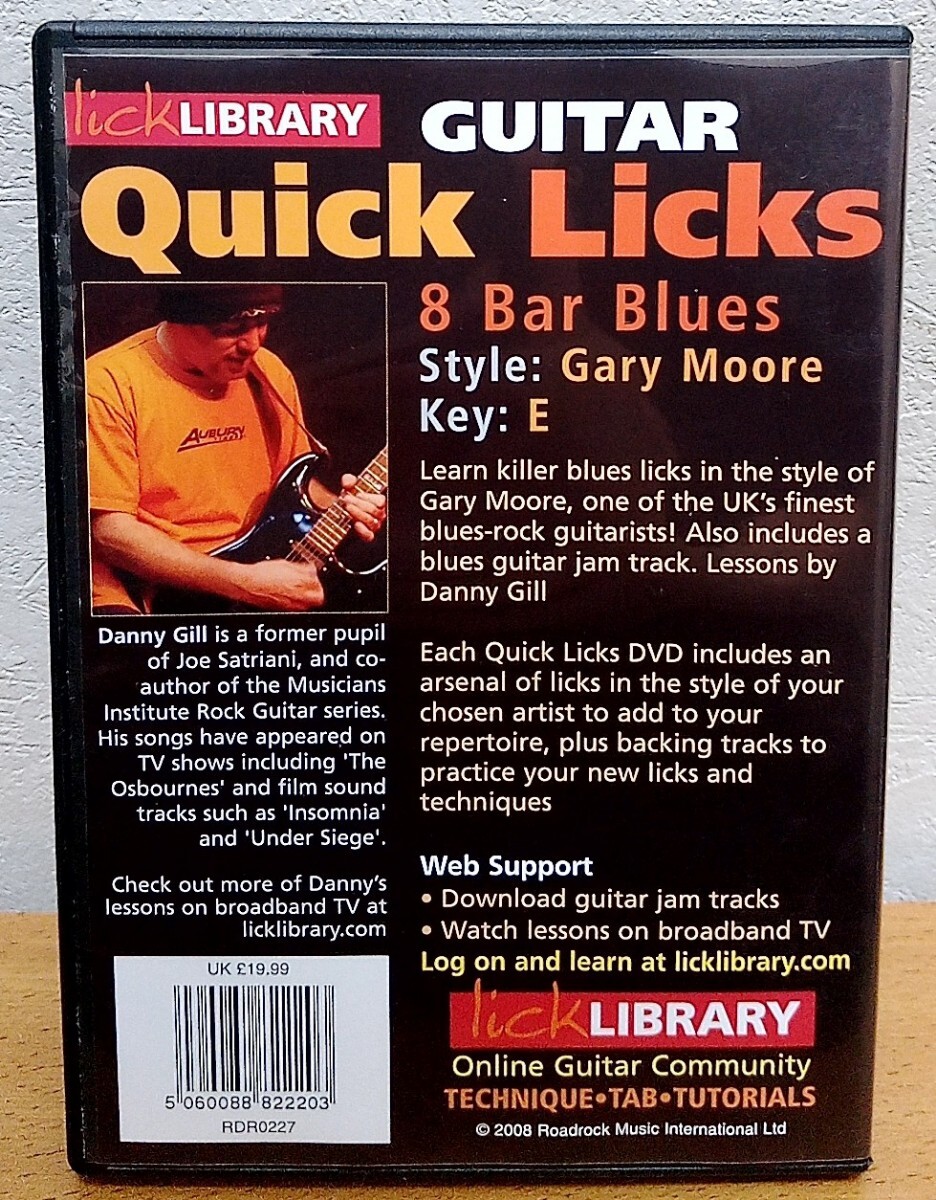 lickLIBRARY
GUITAR
Quick Licks
8 Bar Blues
Style: Gary Moore
Key: E
Learn killer blues licks in the style of
Gary Moore, one of the UK's finest
blues-rock guitarists! Also includes a
blues guitar jam track. Lessons by
Danny Gill
Each Quick Licks DVD includes an
arsenal of licks in the style of your
chosen artist to add to your
repertoire, plus backing tracks to
practice your new licks and
techniques
Web Support
• Download guitar jam tracks
• Watch lessons on broadband TV
Log on and learn at licklibrary.com
lickLIBRARY
Online Guitar Community
TECHNIQUE•TAB•TUTORIALS
© 2008 Roadrock Music International Ltd
AUBURN
Danny Gill is a former pupil
of Joe Satriani, and co-
author of the Musicians
Institute Rock Guitar series.
His songs have appeared on
TV shows including 'The
Osbournes' and film sound
tracks such as 'Insomnia'
and 'Under Siege'.
Check out more of Danny's
lessons on broadband TV at
licklibrary.com
UK £19.99
5 060088 822203
RDR0227